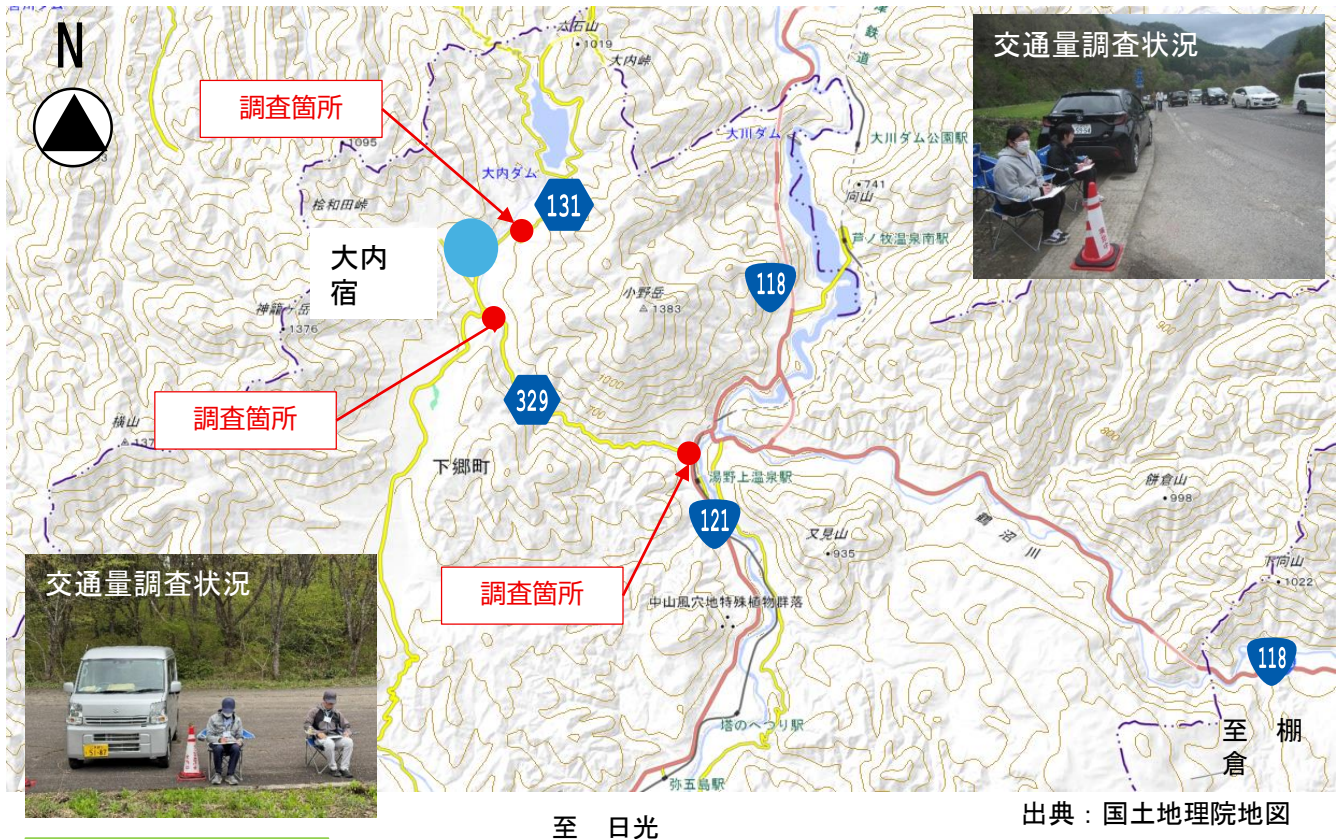 N
六石山
1019
大内峠
鉄道
交通量調査状況
調査箇所
1095
大川ダム
大川ダム公園駅
大内ダム
741
向山
桧和田峠
131
芦ノ牧温泉南駅
大内
宿
118
小野岳
1383
神籠ヶ岳
1376
900
1000
329
700
調査箇所
横山
800
下郷町
湯野上温泉駅
餅倉山
998
121
鶴沼川
又見山
935
下向山
1022
交通量調査状況
調査箇所
中山風穴地特殊植物群落
118
塔のへつり駅
至 棚
倉
弥五島駅
出典：国土地理院地図
至 日光